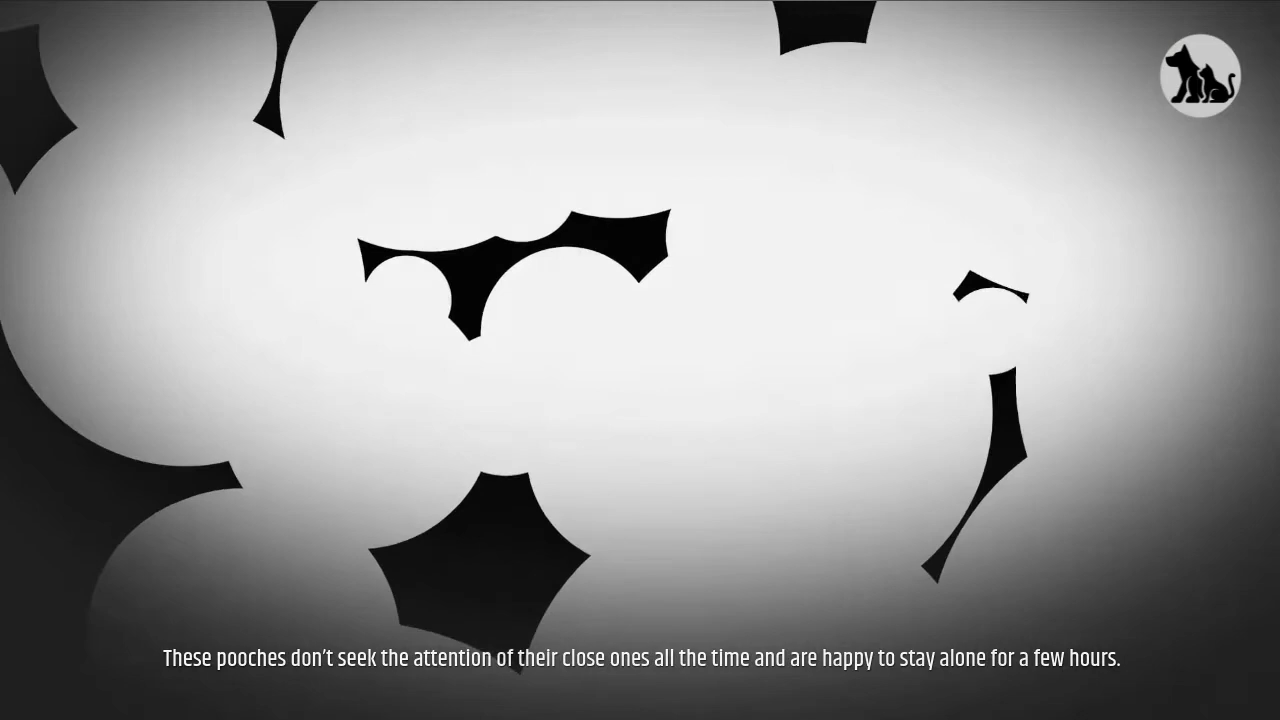 These pooches don't seek the attention of their close ones all the time and are happy to stay alone for a few hours.